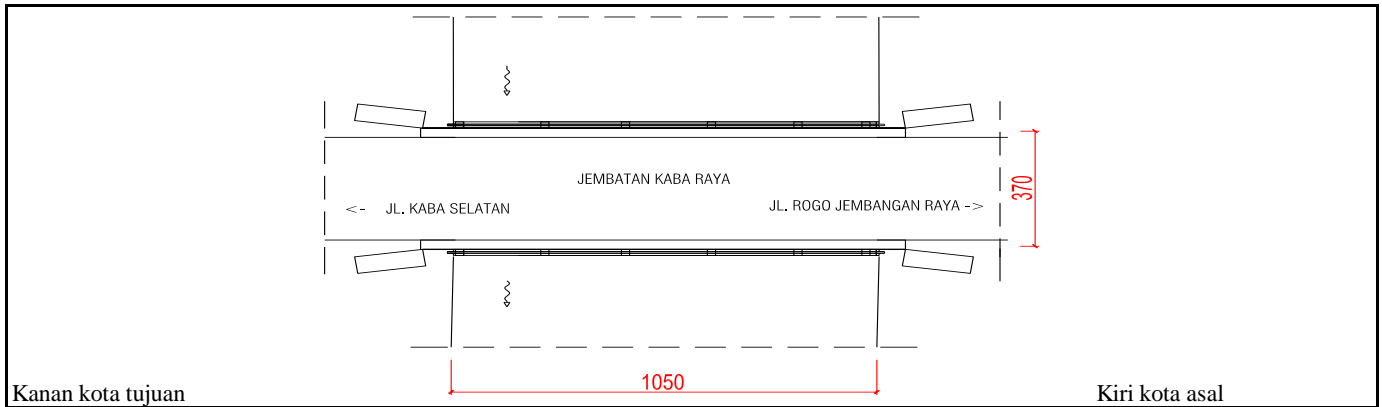 JEMBATAN KABA RAYA
<- JL. KABA SELATAN
JL. ROGO JEMBANGAN RAYA ->
370
1050
Kanan kota tujuan
Kiri kota asal